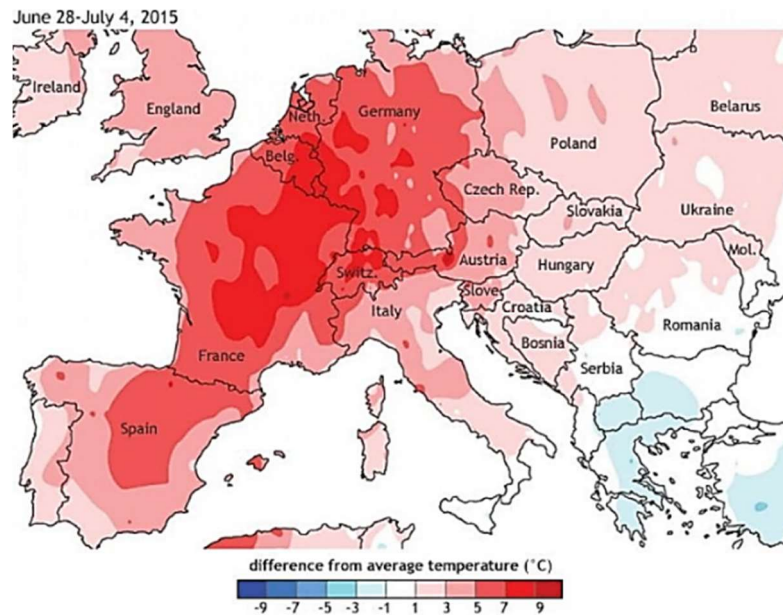 June 28-July 4, 2015
Ireland
England
Neth.
Germany
Belarus
Belg.
Poland
Czech Rep.
Slovakia
Ukraine
Switz.
Austria
Hungary
Mol.
Italy
Slove.
Croatia
Romania
France
Bosnia
Serbia
Spain
difference from average temperature (°C)
-9 -7 -5 -3 -1 1 3 5 7 9